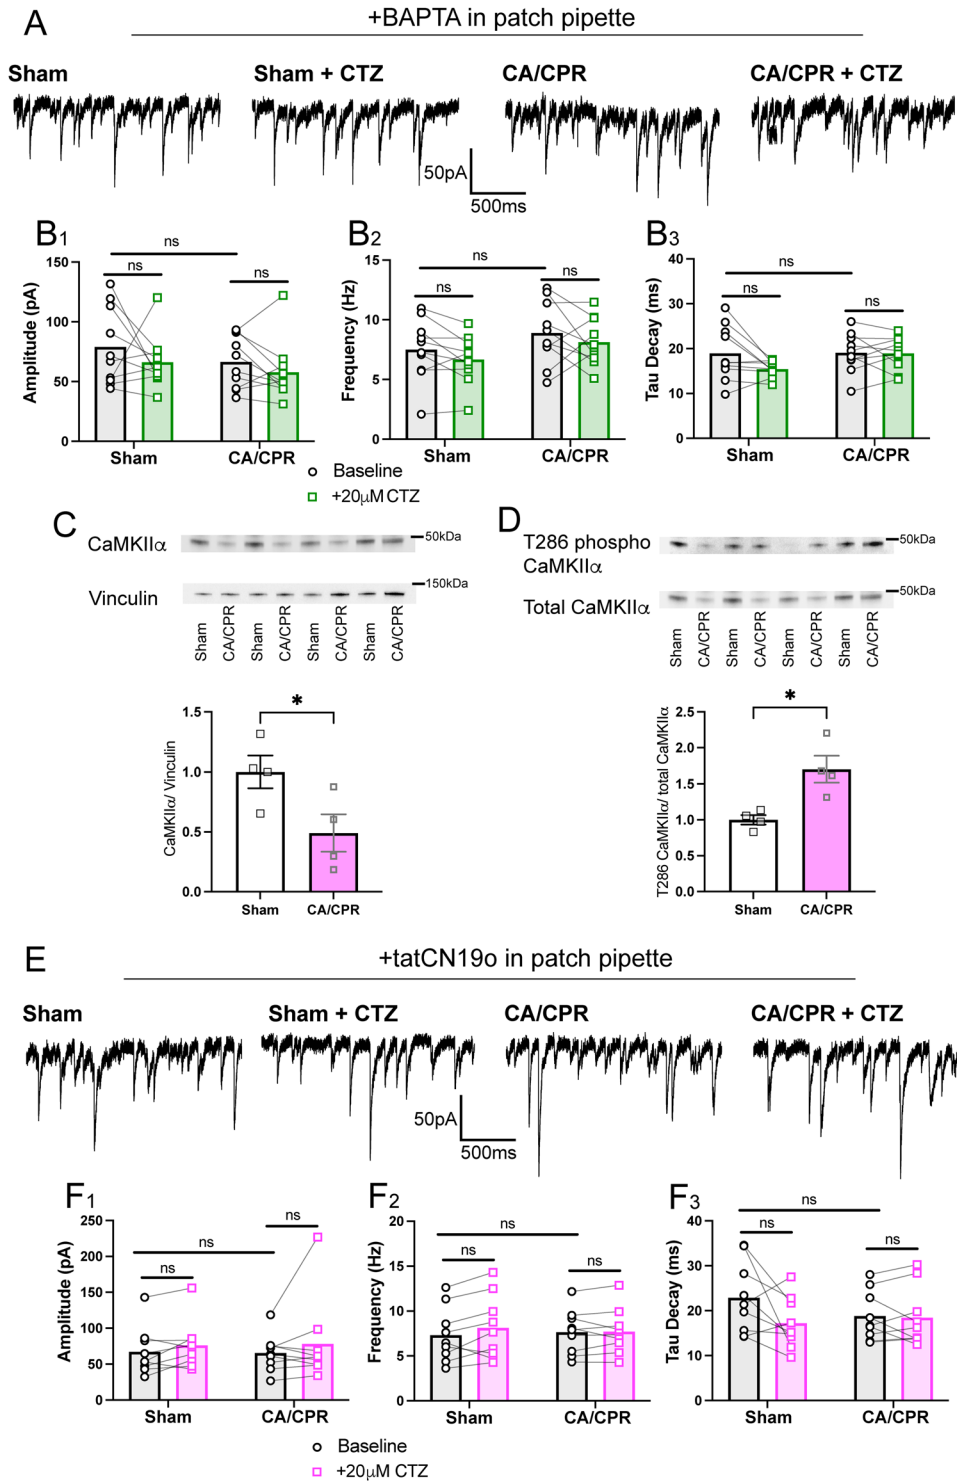 A
+BAPTA in patch pipette
Sham
Sham + CTZ
CA/CPR
CA/CPR + CTZ
50pA
500ms
B1
ns
ns
ns
Amplitude (pA)
150
100
50
0
Sham
CA/CPR
B2
ns
ns
ns
Frequency (Hz)
15
10
5
0
Sham
CA/CPR
B3
ns
ns
ns
Tau Decay (ms)
40
30
20
10
0
Sham
CA/CPR
Baseline
+20μM CTZ
C
CaMKIIα
50kDa
Vinculin
150kDa
Sham
CA/CPR
Sham
CA/CPR
Sham
CA/CPR
Sham
CA/CPR
*
CaMKIIα/ Vinculin
1.5
1.0
0.5
0.0
Sham
CA/CPR
D
T286 phospho
CaMKIIα
50kDa
Total CaMKIIα
50kDa
Sham
CA/CPR
Sham
CA/CPR
Sham
CA/CPR
Sham
CA/CPR
*
T286 CaMKIIα/ total CaMKIIα
2.5
2.0
1.5
1.0
0.5
0.0
Sham
CA/CPR
E
+tatCN19o in patch pipette
Sham
Sham + CTZ
CA/CPR
CA/CPR + CTZ
50pA
500ms
F1
ns
ns
ns
Amplitude (pA)
250
200
150
100
50
0
Sham
CA/CPR
F2
ns
ns
ns
Frequency (Hz)
20
15
10
5
0
Sham
CA/CPR
F3
ns
ns
ns
Tau Decay (ms)
40
30
20
10
0
Sham
CA/CPR
Baseline
+20μM CTZ